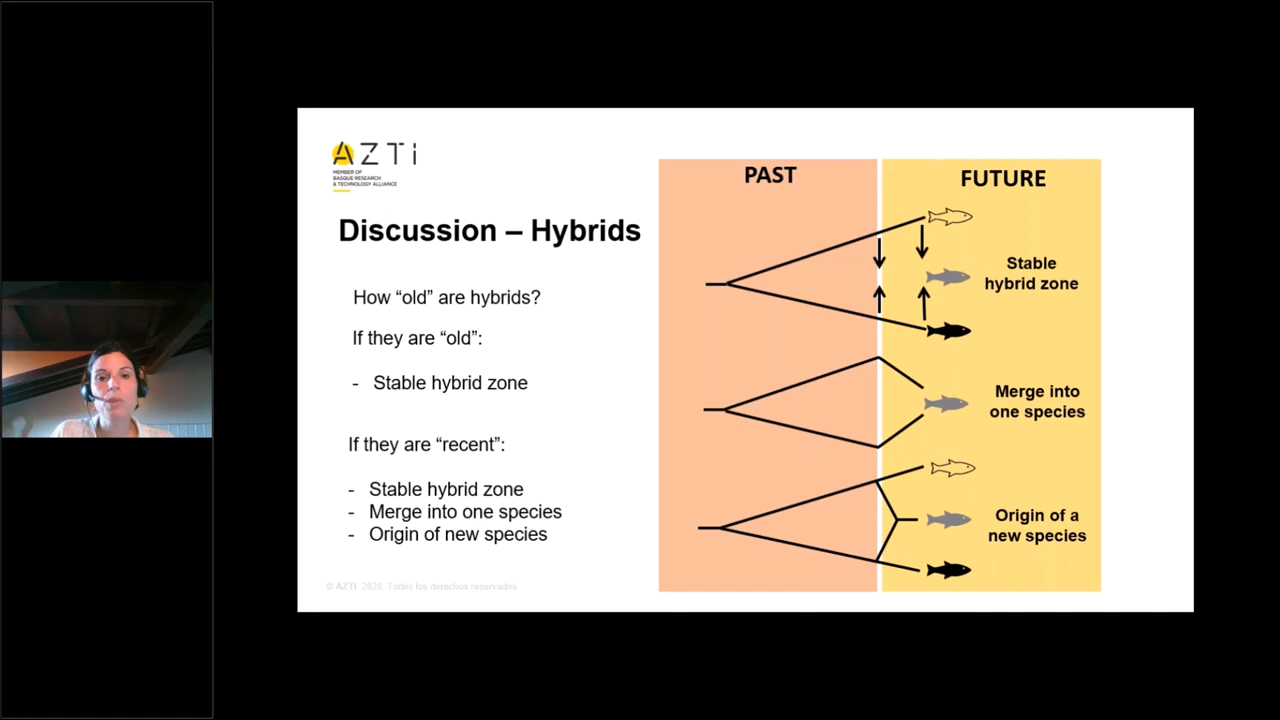 AZTi
MEMBER OF
BASQUE RESEARCH
& TECHNOLOGY ALLIANCE
Discussion – Hybrids
How “old” are hybrids?
If they are “old”:
- Stable hybrid zone
If they are “recent”:
- Stable hybrid zone
- Merge into one species
- Origin of new species
© AZTI 2020. Todos los derechos reservados
PAST
FUTURE
Stable
hybrid zone
Merge into
one species
Origin of a
new species